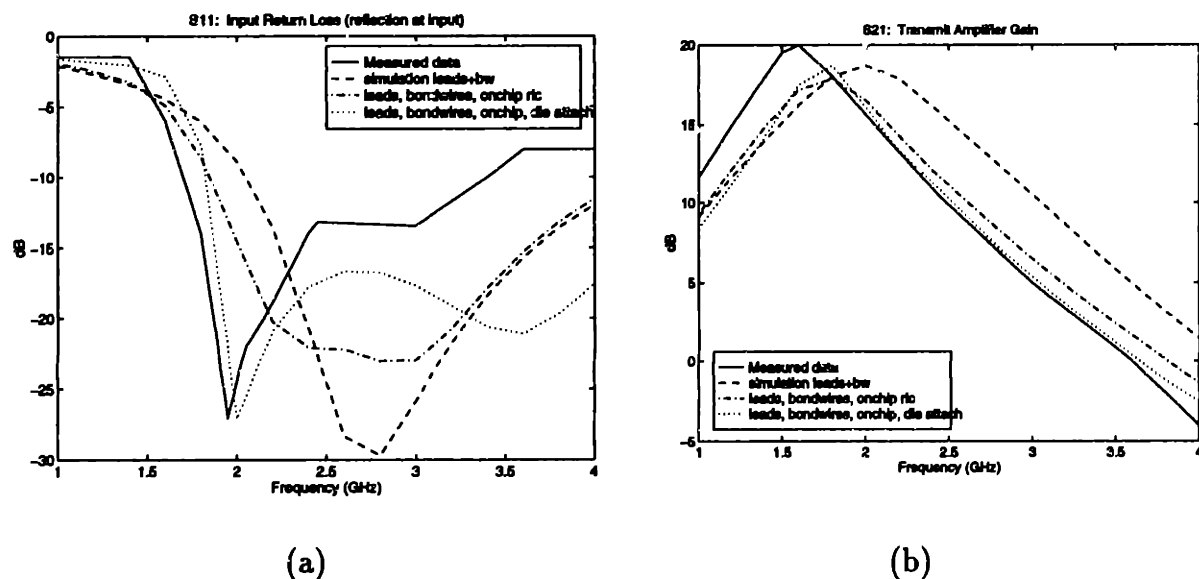 S11: Input Return Loss (reflection at input)
0
-5
-10
-15
-20
-25
-30
dB
Measured data
simulation leads+bw
leads, bondwires, onchip rlc
leads, bondwires, onchip, die attach
1
1.5
2
2.5
3
3.5
4
Frequency (GHz)
(a)
S21: Transmit Amplifier Gain
20
15
10
5
0
-5
dB
Measured data
simulation leads+bw
leads, bondwires, onchip rlc
leads, bondwires, onchip, die attach
1
1.5
2
2.5
3
3.5
4
Frequency (GHz)
(b)